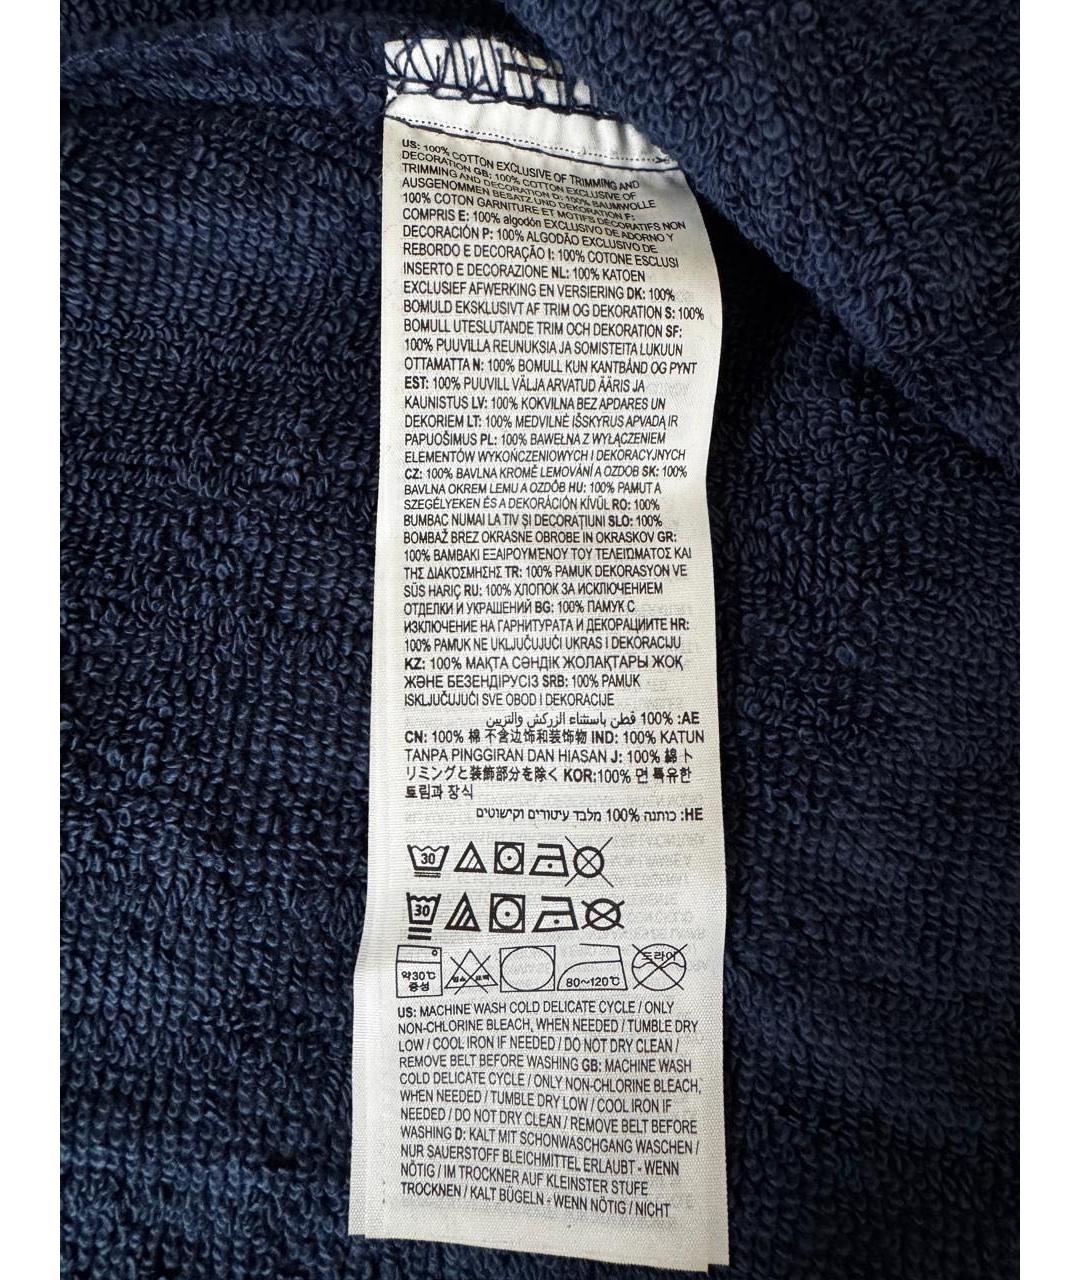 US: 100% COTTON EXCLUSIVE OF TRIMMING AND
DECORATION GB: 100% COTTON EXCLUSIVE OF
TRIMMING AND DECORATION D: 100% BAUMWOLLE
AUSGENOMMEN BESATZ UND DEKORATION F:
100% COTON GARNITURE ET MOTIFS DÉCORATIFS NON
COMPRIS E: 100% algodón EXCLUSIVO DE ADORNO Y
DECORACIÓN P: 100% ALGODÃO EXCLUSIVO DE
REBORDO E DECORAÇÃO I: 100% COTONE ESCLUSI
INSERTO E DECORAZIONE NL: 100% KATOEN
EXCLUSIEF AFWERKING EN VERSIERING DK: 100%
BOMULD EKSKLUSIVT AF TRIM OG DEKORATION S: 100%
BOMULL UTESLUTANDE TRIM OCH DEKORATION SF:
100% PUUVILLA REUNUKSIA JA SOMISTEITA LUKUUN
OTTAMATTA N: 100% BOMULL KUN KANTBÅND OG PYNT
EST: 100% PUUVILL VÄLJA ARVATUD ÄÄRIS JA
KAUNISTUS LV: 100% KOKVILNA BEZ APDARES UN
DEKORIEM LT: 100% MEDVILNĖ IŠSKYRUS APVADĄ IR
PAPUOŠIMUS PL: 100% BAWEŁNA Z WYŁĄCZENIEM
ELEMENTÓW WYKOŃCZENIOWYCH I DEKORACYJNYCH
CZ: 100% BAVLNA KROMĚ LEMOVÁNÍ A OZDOB SK: 100%
BAVLNA OKREM LEMU A OZDÔB HU: 100% PAMUT A
SZEGÉLYEKEN ÉS A DEKORÁCIÓN KÍVÜL RO: 100%
BUMBAC NUMAI LA TIV ȘI DECORAȚIUNI SLO: 100%
BOMBAŽ BREZ OKRASNE OBROBE IN OKRASKOV GR:
100% ΒΑΜΒΑΚΙ ΕΞΑΙΡΟΥΜΈΝΟΥ ΤΟΥ ΤΕΛΕΙΏΜΑΤΟΣ ΚΑΙ
ΤΗΣ ΔΙΑΚΌΣΜΗΣΗΣ TR: 100% PAMUK DEKORASYON VE
SÜS HARİÇ RU: 100% ХЛОПОК ЗА ИСКЛЮЧЕНИЕМ
ОТДЕЛКИ И УКРАШЕНИЙ BG: 100% ПАМУК С
ИЗКЛЮЧЕНИЕ НА ГАРНИТУРАТА И ДЕКОРАЦИИТЕ HR:
100% PAMUK NE UKLJUČUJUĆI UKRAS I DEKORACIJU
KZ: 100% МАҚТА СӘНДІК ЖОЛАҚТАРЫ ЖОҚ
ЖӘНЕ БЕЗЕНДІРУСІЗ SRB: 100% PAMUK
ISKLJUČUJUĆI SVE OBOD I DEKORACIJE
AE: 100% قطن باستثناء الزركش والتزيين
CN: 100% 棉 不含边饰和装饰物 IND: 100% KATUN
TANPA PINGGIRAN DAN HIASAN J: 100% 綿 ト
リミングと装飾部分を除く KOR:100% 면 특유한
트림과 장식
HE: כותנה 100% מלבד עיטורים וקישוטים
30
30
약30℃
중성
80~120℃
드라이
US: MACHINE WASH COLD DELICATE CYCLE / ONLY
NON-CHLORINE BLEACH, WHEN NEEDED / TUMBLE DRY
LOW / COOL IRON IF NEEDED / DO NOT DRY CLEAN /
REMOVE BELT BEFORE WASHING GB: MACHINE WASH
COLD DELICATE CYCLE / ONLY NON-CHLORINE BLEACH,
WHEN NEEDED / TUMBLE DRY LOW / COOL IRON IF
NEEDED / DO NOT DRY CLEAN / REMOVE BELT BEFORE
WASHING D: KALT MIT SCHONWASCHGANG WASCHEN /
NUR SAUERSTOFF BLEICHMITTEL ERLAUBT - WENN
NÖTIG / IM TROCKNER AUF KLEINSTER STUFE
TROCKNEN / KALT BÜGELN - WENN NÖTIG / NICHT